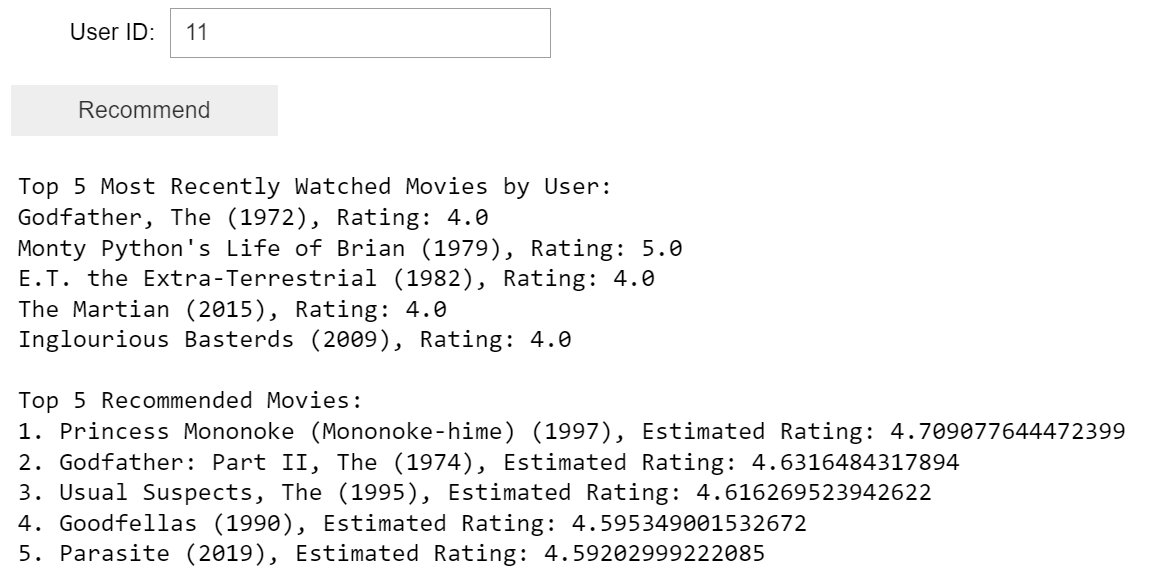 User ID: 11
Recommend
Top 5 Most Recently Watched Movies by User:
Godfather, The (1972), Rating: 4.0
Monty Python's Life of Brian (1979), Rating: 5.0
E.T. the Extra-Terrestrial (1982), Rating: 4.0
The Martian (2015), Rating: 4.0
Inglourious Basterds (2009), Rating: 4.0
Top 5 Recommended Movies:
1. Princess Mononoke (Mononoke-hime) (1997), Estimated Rating: 4.709077644472399
2. Godfather: Part II, The (1974), Estimated Rating: 4.6316484317894
3. Usual Suspects, The (1995), Estimated Rating: 4.616269523942622
4. Goodfellas (1990), Estimated Rating: 4.595349001532672
5. Parasite (2019), Estimated Rating: 4.59202999222085